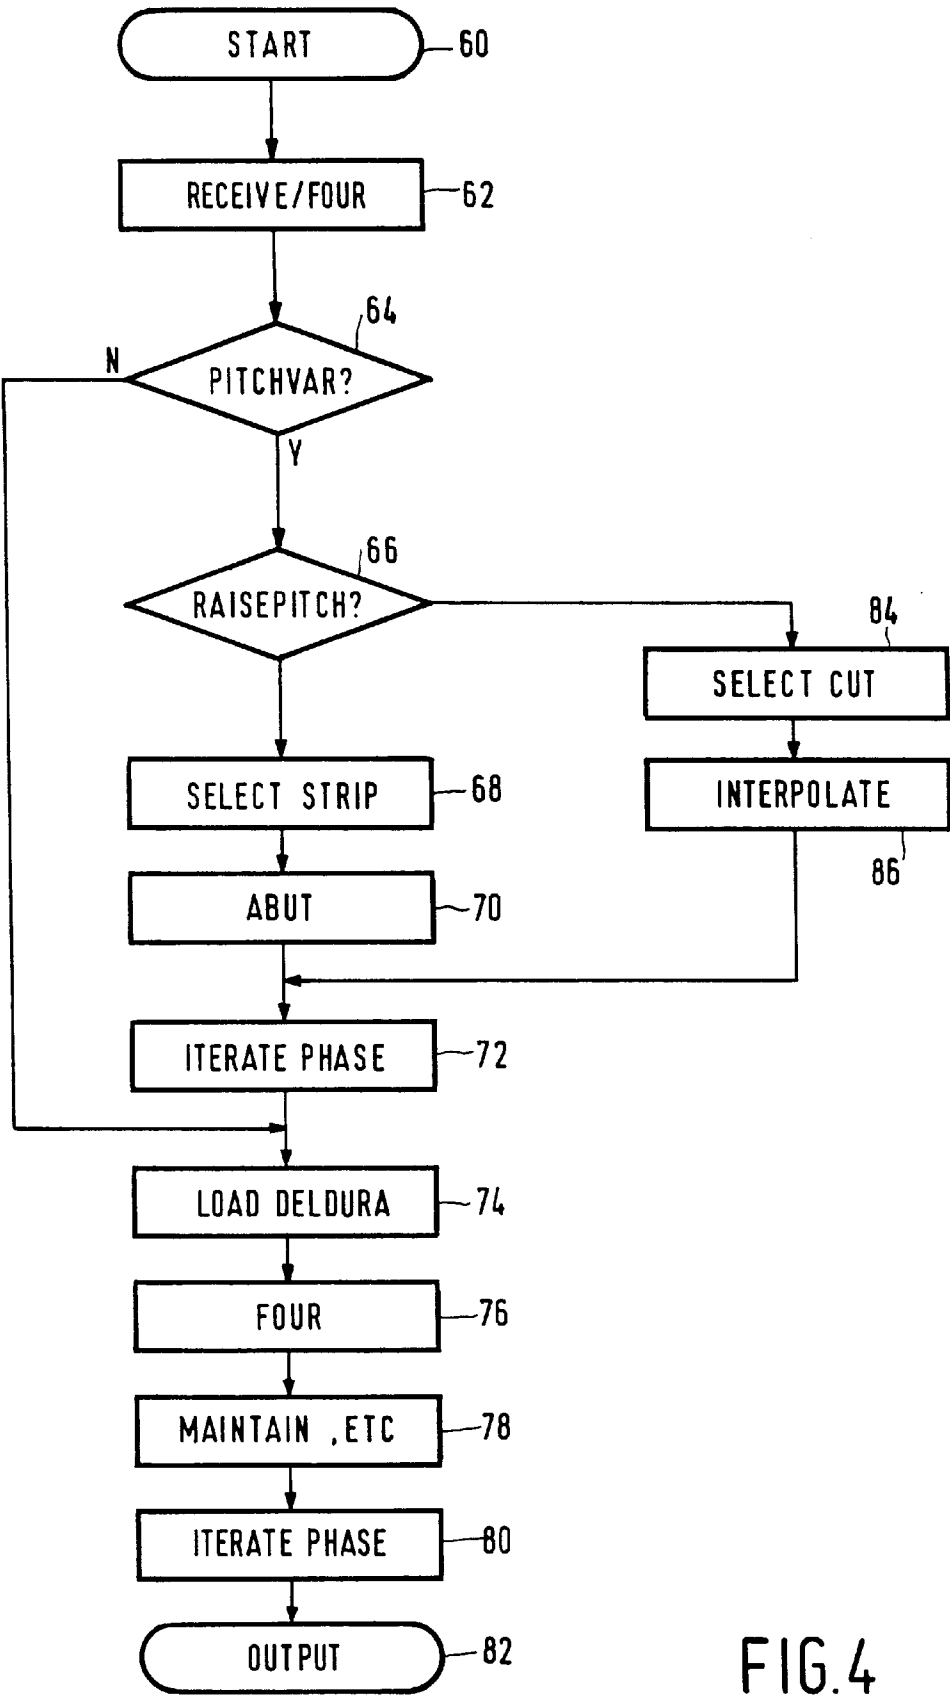 START 60
RECEIVE/FOUR 62
64
N
PITCHVAR?
Y
66
RAISEPITCH?
84
SELECT CUT
SELECT STRIP 68
INTERPOLATE
86
ABUT 70
ITERATE PHASE 72
LOAD DELDURA 74
FOUR 76
MAINTAIN ,ETC 78
ITERATE PHASE 80
OUTPUT 82
FIG.4